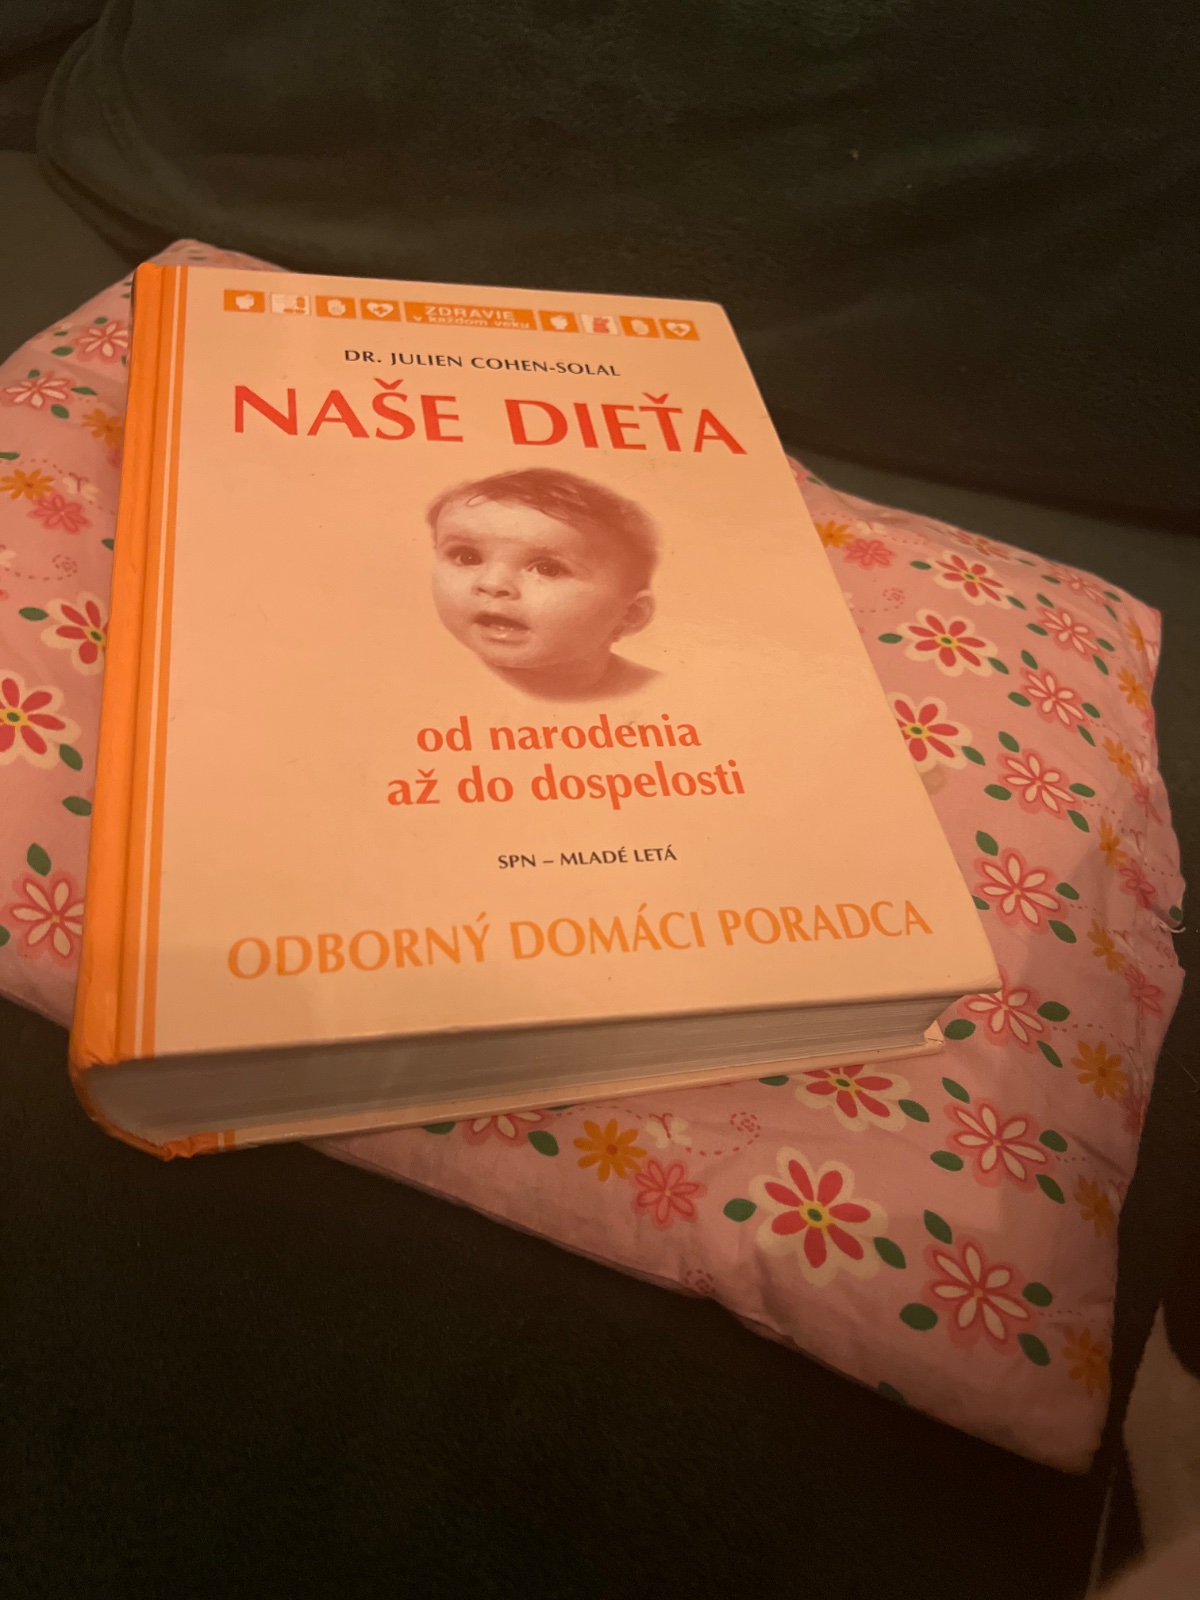 ZDRAVIE
v každom veku
DR. JULIEN COHEN-SOLAL
NAŠE DIEŤA
od narodenia
až do dospelosti
SPN – MLADÉ LETÁ
ODBORNÝ DOMÁCI PORADCA